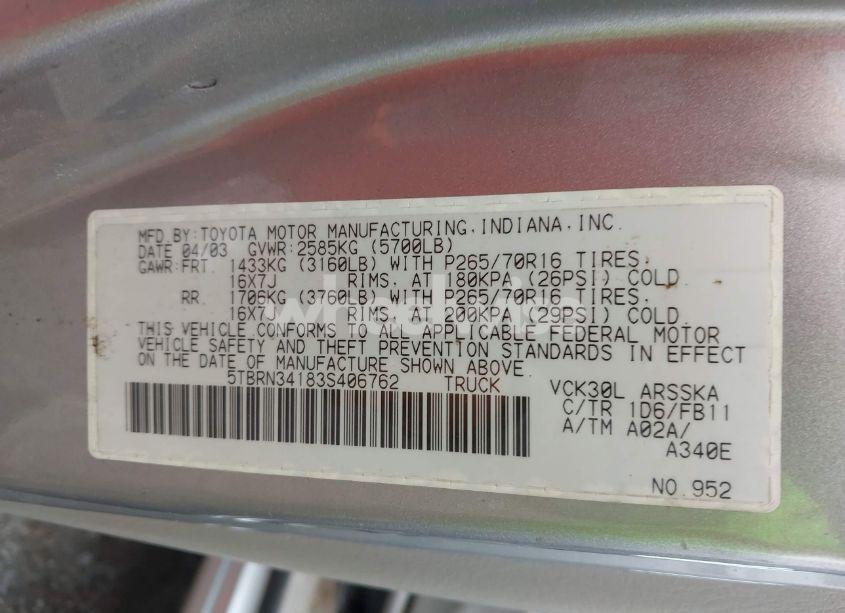 MFD.BY:TOYOTA MOTOR MANUFACTURING,INDIANA,INC.
DATE 04/03 GVWR:2585KG (5700LB)
GAWR:FRT. 1433KG (3160LB) WITH P265/70R16 TIRES,
16X7J RIMS, AT 180KPA (26PSI) COLD
RR. 1706KG (3760LB) WITH P265/70R16 TIRES,
16X7J RIMS, AT 200KPA (29PSI) COLD
THIS VEHICLE CONFORMS TO ALL APPLICABLE FEDERAL MOTOR
VEHICLE SAFETY AND THEFT PREVENTION STANDARDS IN EFFECT
ON THE DATE OF MANUFACTURE SHOWN ABOVE.
5TBRN34183S406762 TRUCK
VCK30L ARSSKA
C/TR 1D6/FB11
A/TM A02A/
A340E
NO.952